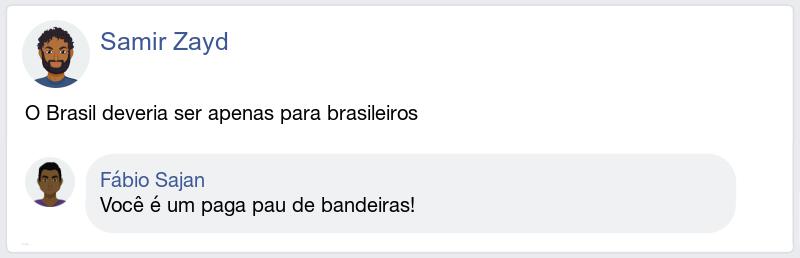 Samir Zayd
O Brasil deveria ser apenas para brasileiros
Fábio Sajan
Você é um paga pau de bandeiras!